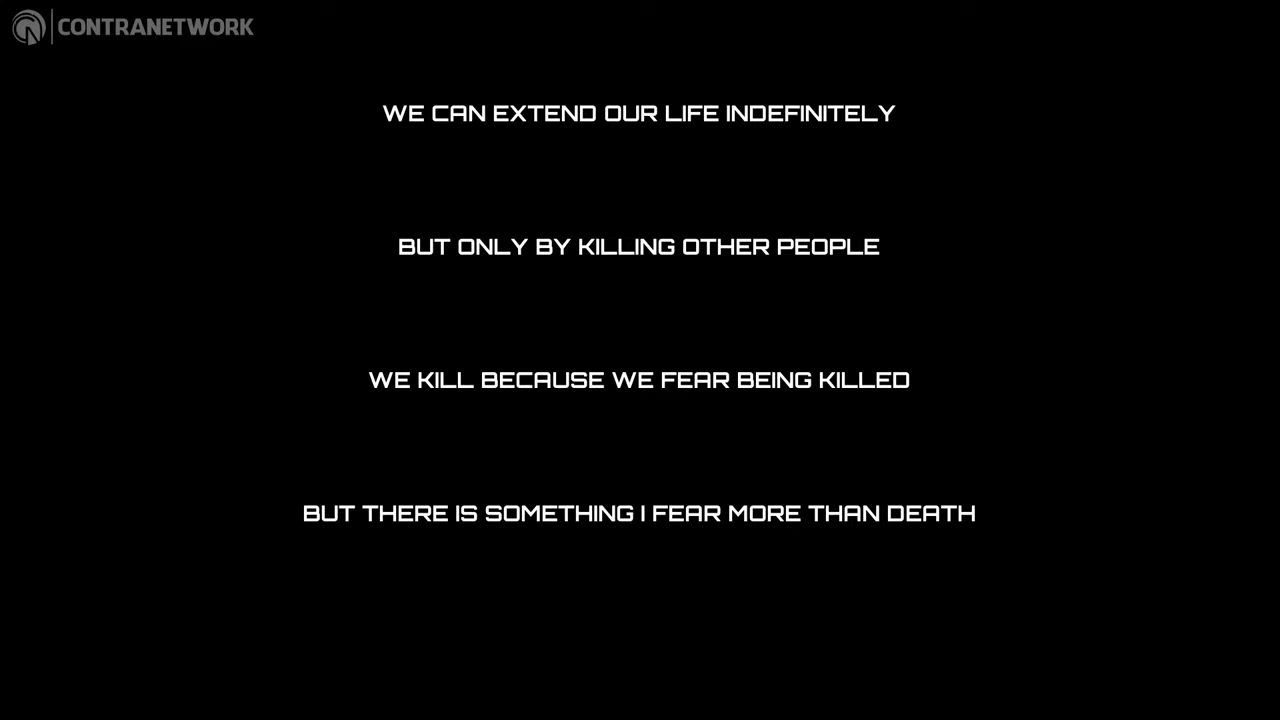 CONTRANETWORK
WE CAN EXTEND OUR LIFE INDEFINITELY
BUT ONLY BY KILLING OTHER PEOPLE
WE KILL BECAUSE WE FEAR BEING KILLED
BUT THERE IS SOMETHING I FEAR MORE THAN DEATH